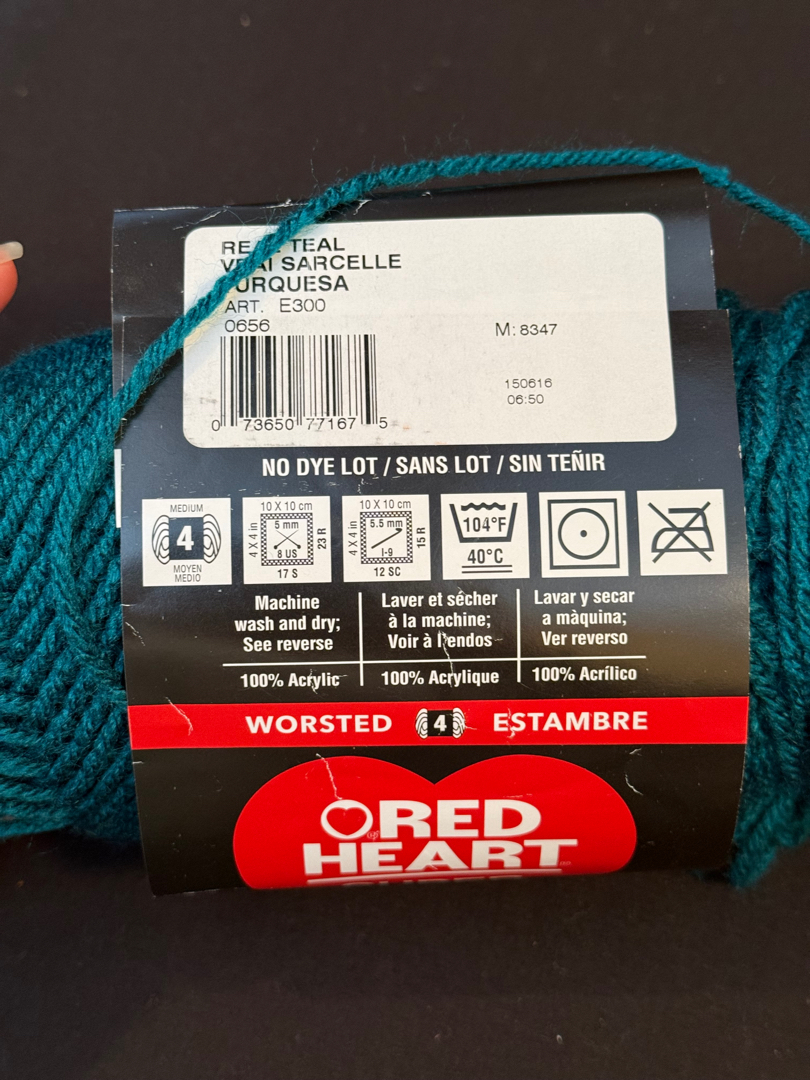 TEAL
SARCELLE
ART. E300
0656
M: 8347
150616
06:50
0 73650 77167 5
NO DYE LOT / SANS LOT / SIN TEÑIR
MEDIUM
4
MOYEN
MEDIO
10 X 10 cm
4 X 4 in
5 mm
8 US
23 R
17 S
10 X 10 cm
4 X 4 in
5.5 mm
I-9
15 R
12 SC
104°F
40°C
Machine
wash and dry;
See reverse
Laver et sècher
à la machine;
Voir à l'endos
Lavar y secar
a màquina;
Ver reverso
100% Acrylic
100% Acrylique
100% Acrílico
WORSTED 4 ESTAMBRE
RED
HEART